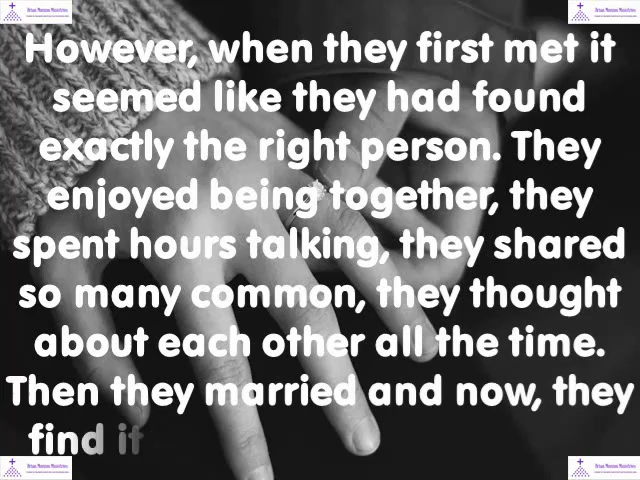 However, when they first met it
seemed like they had found
exactly the right person. They
enjoyed being together, they
spent hours talking, they shared
so many common, they thought
about each other all the time.
Then they married and now, they
find it